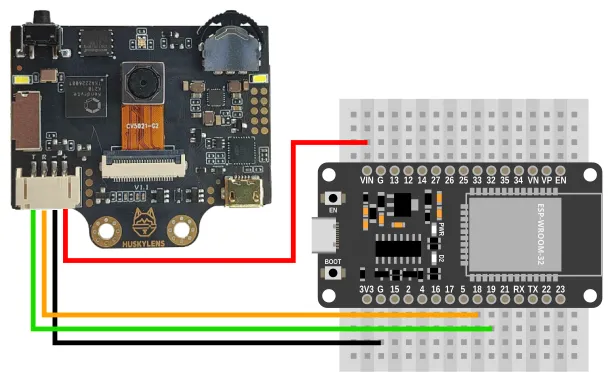 CV5021-G2
V1.1
HUSKYLENS
VIN G 13 12 14 27 26 25 33 32 35 34 VN VP EN
EN
PWR
D2
ESP-WROOM-32
BOOT
3V3 G 15 2 4 16 17 5 18 19 21 RX TX 22 23